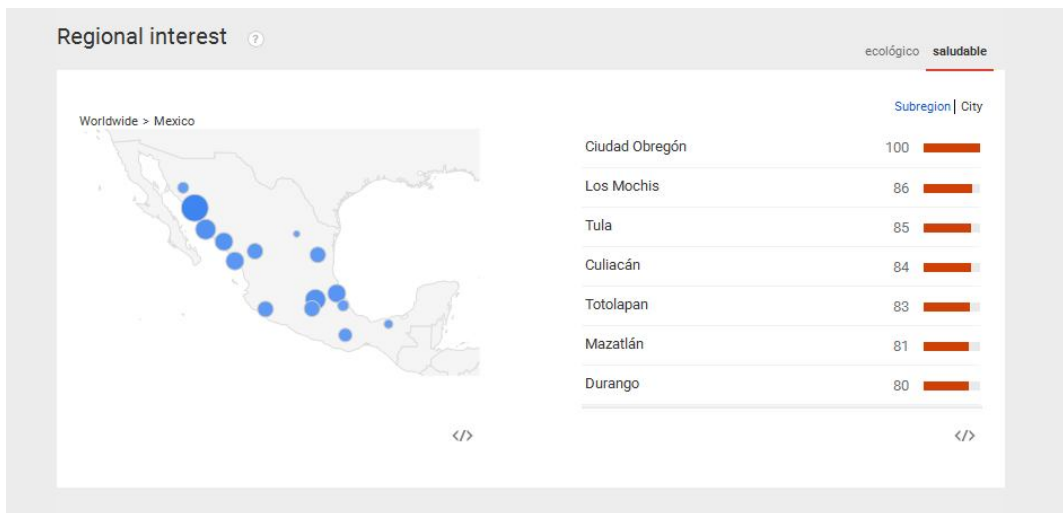 Regional interest ?
ecológico saludable
Subregion | City
Worldwide > Mexico
Ciudad Obregón 100
Los Mochis 86
Tula 85
Culiacán 84
Totolapan 83
Mazatlán 81
Durango 80
</> </>